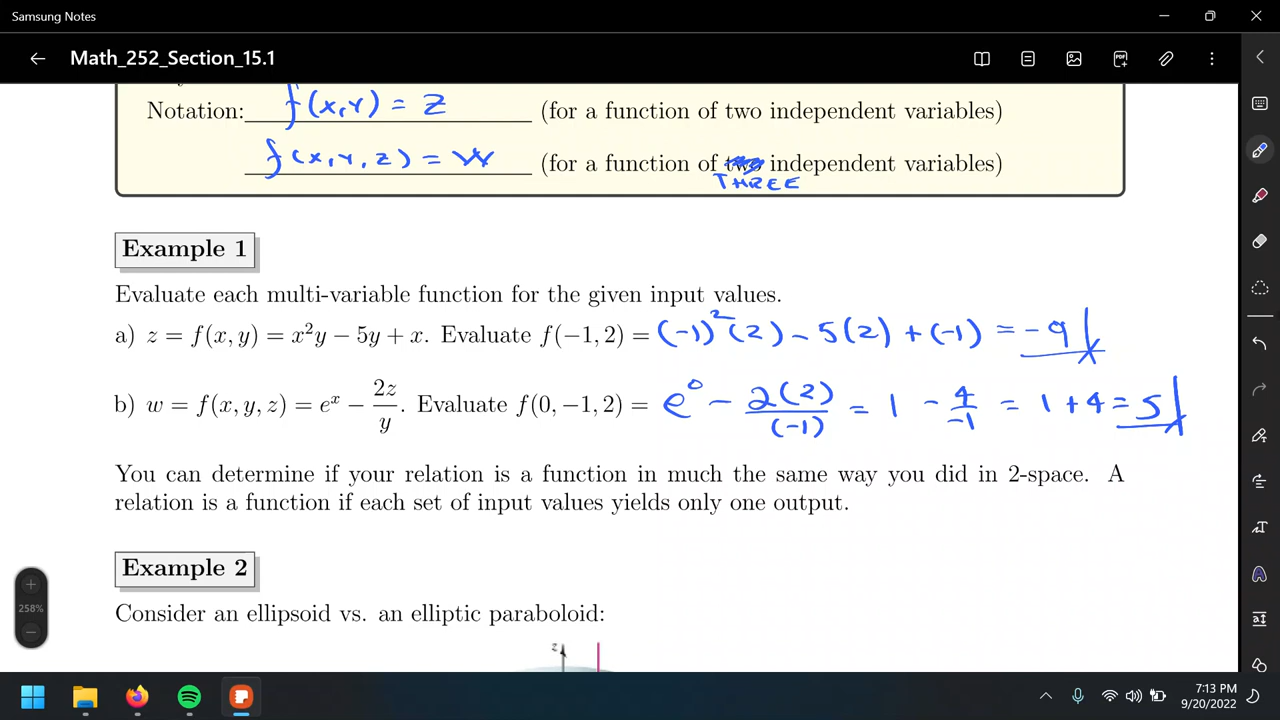 Samsung Notes
Math_252_Section_15.1
Notation: f(x,y) = z (for a function of two independent variables)
f(x,y,z) = w (for a function of two independent variables)
THREE
Example 1
Evaluate each multi-variable function for the given input values.
a) z = f(x, y) = x²y − 5y + x. Evaluate f(−1, 2) = (-1)²(2) - 5(2) + (-1) = -9
b) w = f(x, y, z) = eˣ − 2z/y. Evaluate f(0, −1, 2) = e⁰ - 2(2)/(-1) = 1 - 4/-1 = 1 + 4 = 5
You can determine if your relation is a function in much the same way you did in 2-space. A
relation is a function if each set of input values yields only one output.
Example 2
Consider an ellipsoid vs. an elliptic paraboloid:
z
258%
7:13 PM
9/20/2022